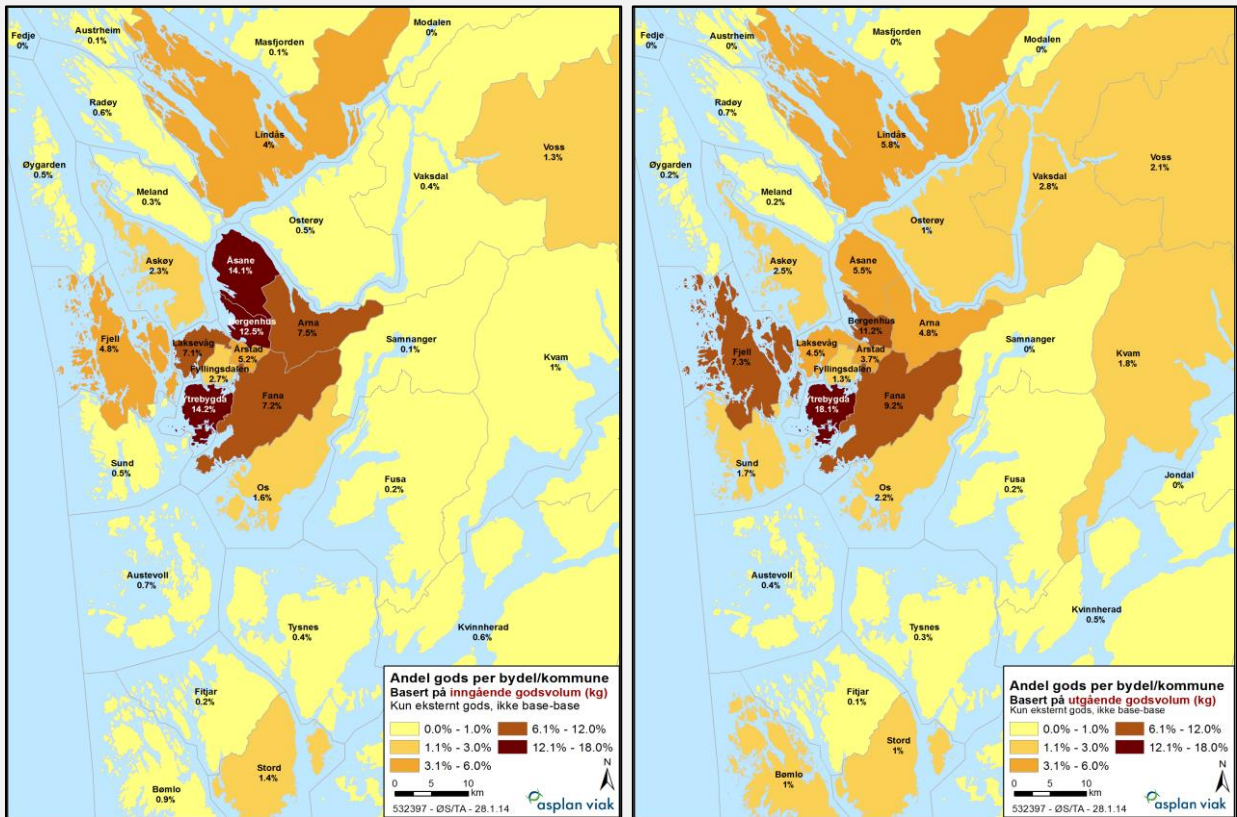 Fedje
0%
Austrheim
0.1%
Masfjorden
0.1%
Modalen
0%
Radøy
0.6%
Lindås
4%
Voss
1.3%
Øygarden
0.5%
Meland
0.3%
Vaksdal
0.4%
Osterøy
0.5%
Askøy
2.3%
Åsane
14.1%
Bergenhus
12.5%
Arna
7.5%
Fjell
4.8%
Laksevåg
7.1%
Årstad
5.2%
Fyllingsdalen
2.7%
Samnanger
0.1%
Kvam
1%
Ytrebygda
14.2%
Fana
7.2%
Sund
0.5%
Os
1.6%
Fusa
0.2%
Austevoll
0.7%
Tysnes
0.4%
Kvinnherad
0.6%
Fitjar
0.2%
Stord
1.4%
Bømlo
0.9%
Andel gods per bydel/kommune
Basert på inngående godsvolum (kg)
Kun eksternt gods, ikke base-base
0.0% - 1.0%
6.1% - 12.0%
1.1% - 3.0%
12.1% - 18.0%
3.1% - 6.0%
N
0 5 10
km
532397 - ØS/TA - 28.1.14
asplan viak
Fedje
0%
Austrheim
0%
Masfjorden
0%
Modalen
0%
Radøy
0.7%
Lindås
5.8%
Voss
2.1%
Øygarden
0.2%
Meland
0.2%
Vaksdal
2.8%
Osterøy
1%
Askøy
2.5%
Åsane
5.5%
Bergenhus
11.2%
Arna
4.8%
Fjell
7.3%
Laksevåg
4.5%
Årstad
3.7%
Fyllingsdalen
1.3%
Samnanger
0%
Kvam
1.8%
Ytrebygda
18.1%
Fana
9.2%
Sund
1.7%
Os
2.2%
Fusa
0.2%
Jondal
0%
Austevoll
0.4%
Tysnes
0.3%
Kvinnherad
0.5%
Fitjar
0.1%
Stord
1%
Bømlo
1%
Andel gods per bydel/kommune
Basert på utgående godsvolum (kg)
Kun eksternt gods, ikke base-base
0.0% - 1.0%
6.1% - 12.0%
1.1% - 3.0%
12.1% - 18.0%
3.1% - 6.0%
N
0 5 10
km
532397 - ØS/TA - 28.1.14
asplan viak